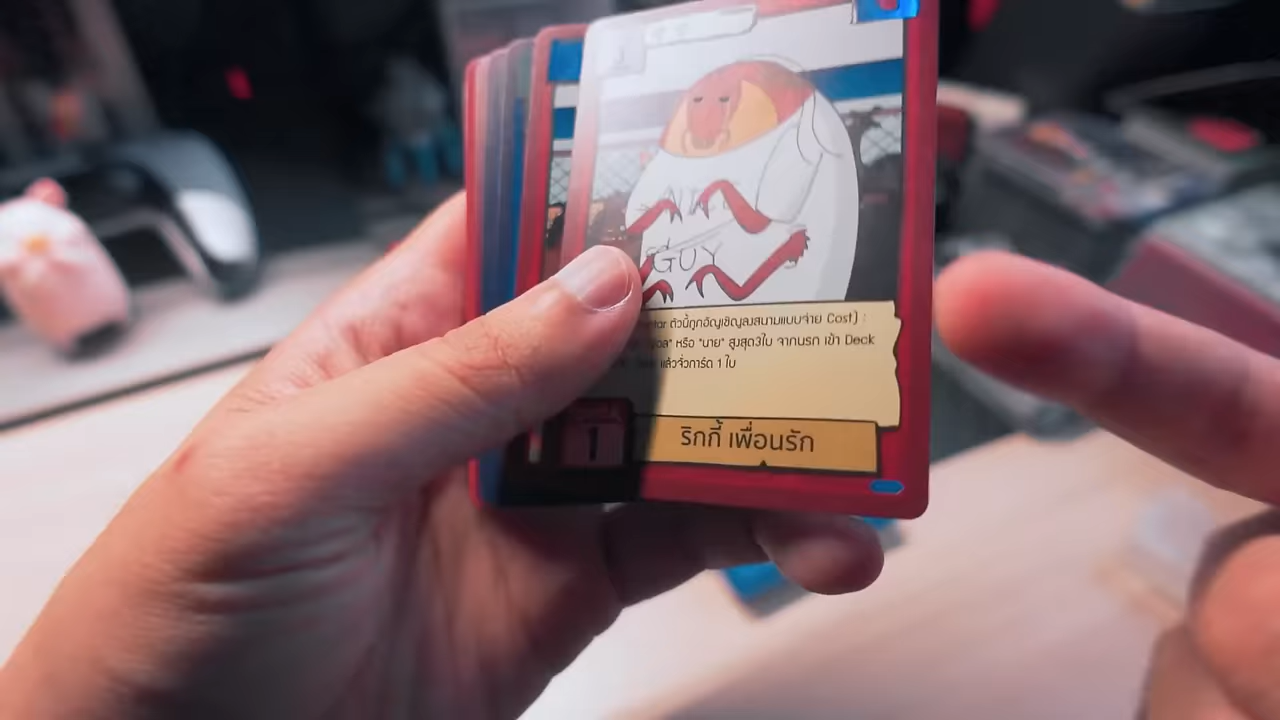 GUY
ตัวนี้ถูกอัญเชิญลงสนามแบบจ่าย Cost) :
หรือ "นาย" สูงสุด3ใบ จากนรก เข้า Deck
แล้วจั่วการ์ด 1 ใบ
1
ริกกี้ เพื่อนรัก